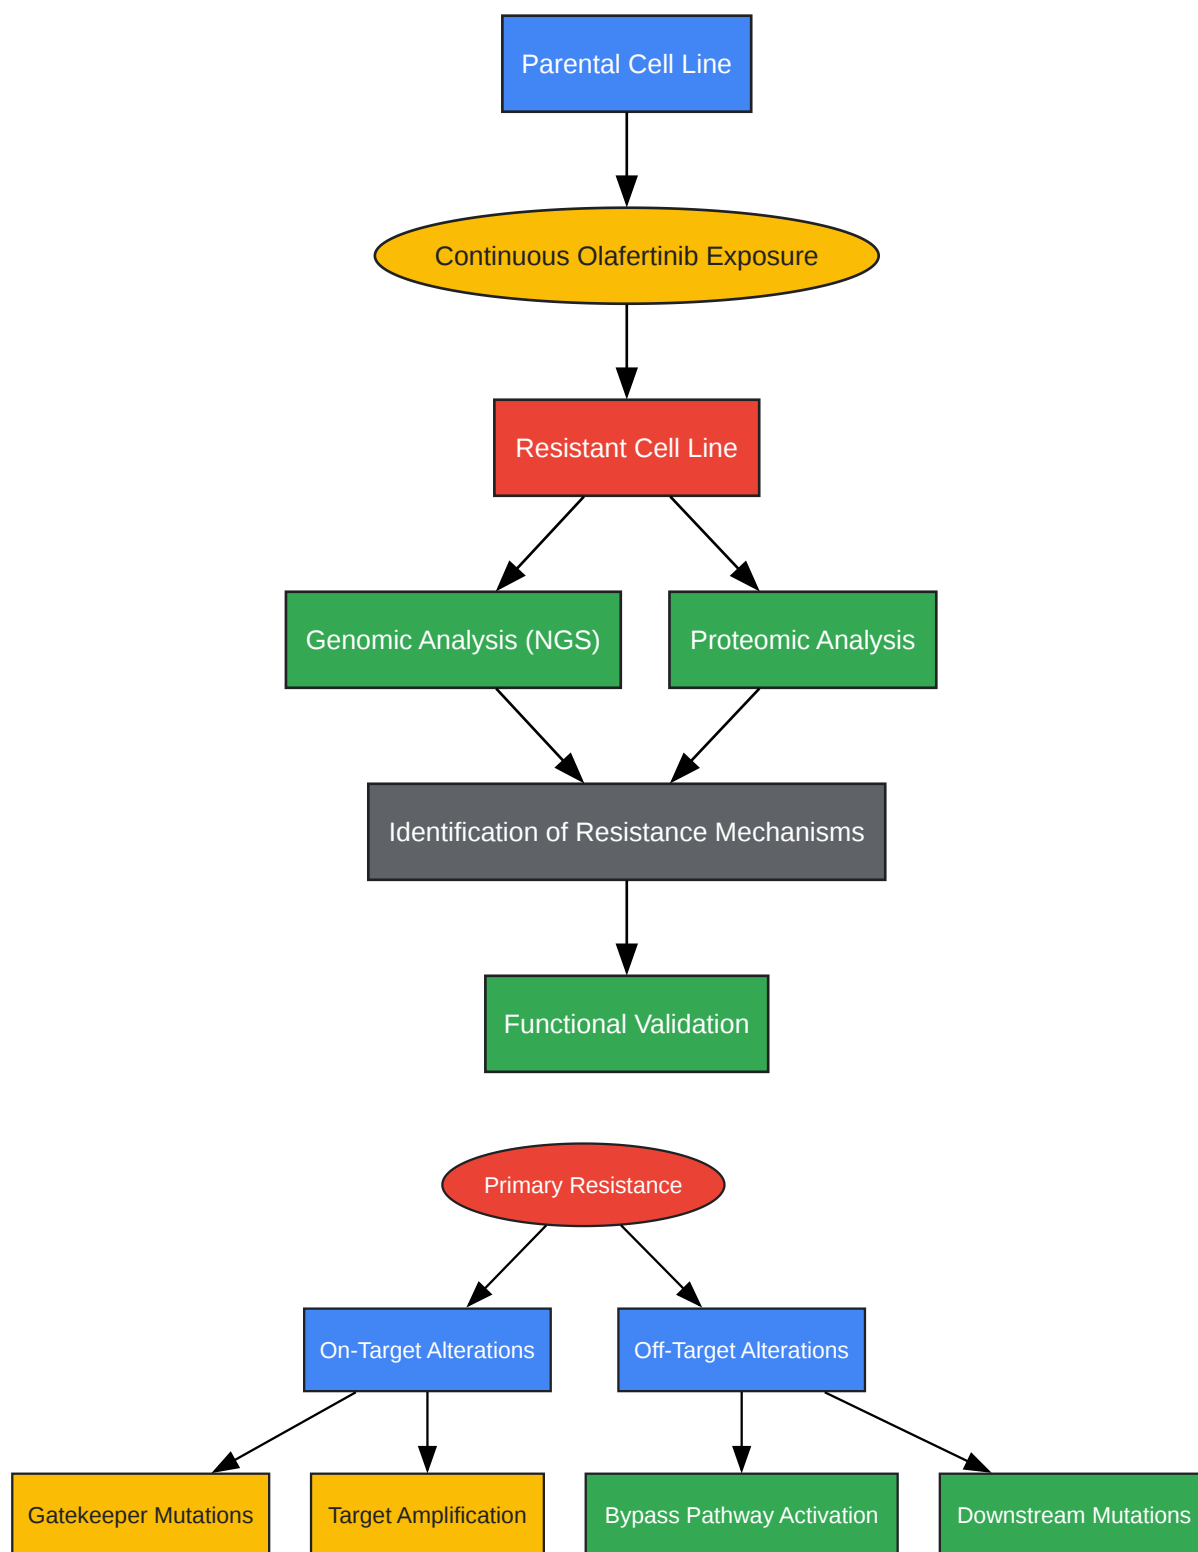 Parental Cell Line
Continuous Olafertinib Exposure
Resistant Cell Line
Genomic Analysis (NGS)
Proteomic Analysis
Identification of Resistance Mechanisms
Functional Validation
Primary Resistance
On-Target Alterations
Off-Target Alterations
Gatekeeper Mutations
Target Amplification
Bypass Pathway Activation
Downstream Mutations